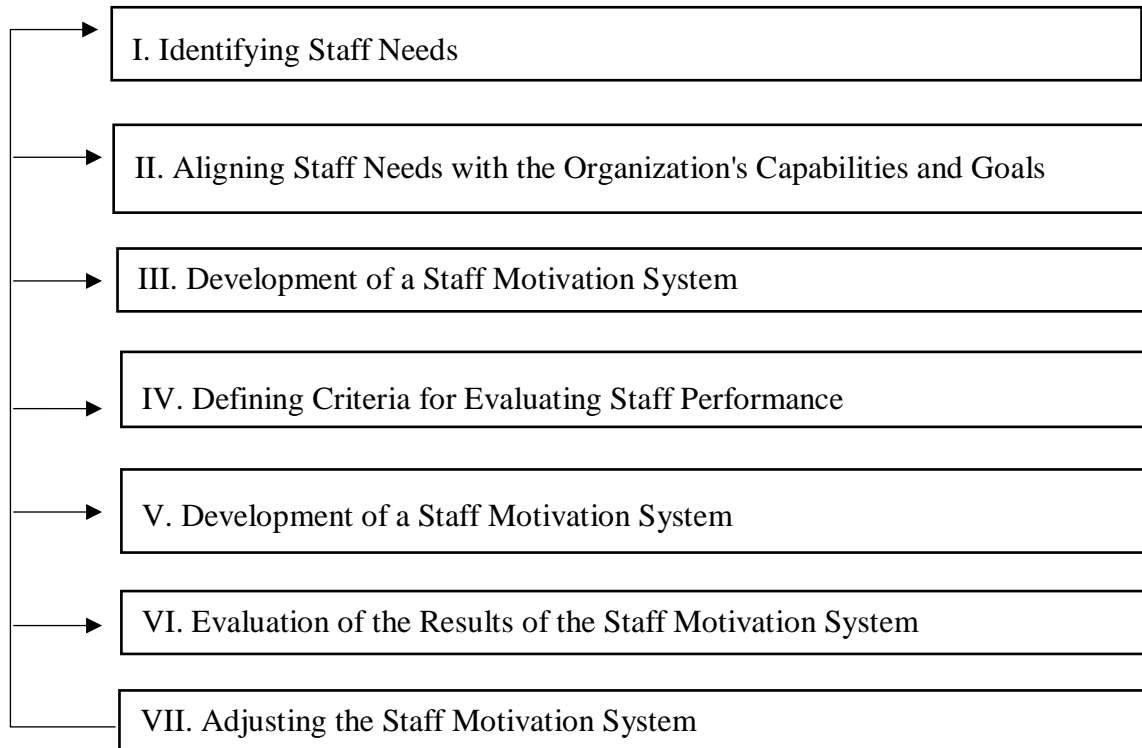 I. Identifying Staff Needs
II. Aligning Staff Needs with the Organization's Capabilities and Goals
III. Development of a Staff Motivation System
IV. Defining Criteria for Evaluating Staff Performance
V. Development of a Staff Motivation System
VI. Evaluation of the Results of the Staff Motivation System
VII. Adjusting the Staff Motivation System